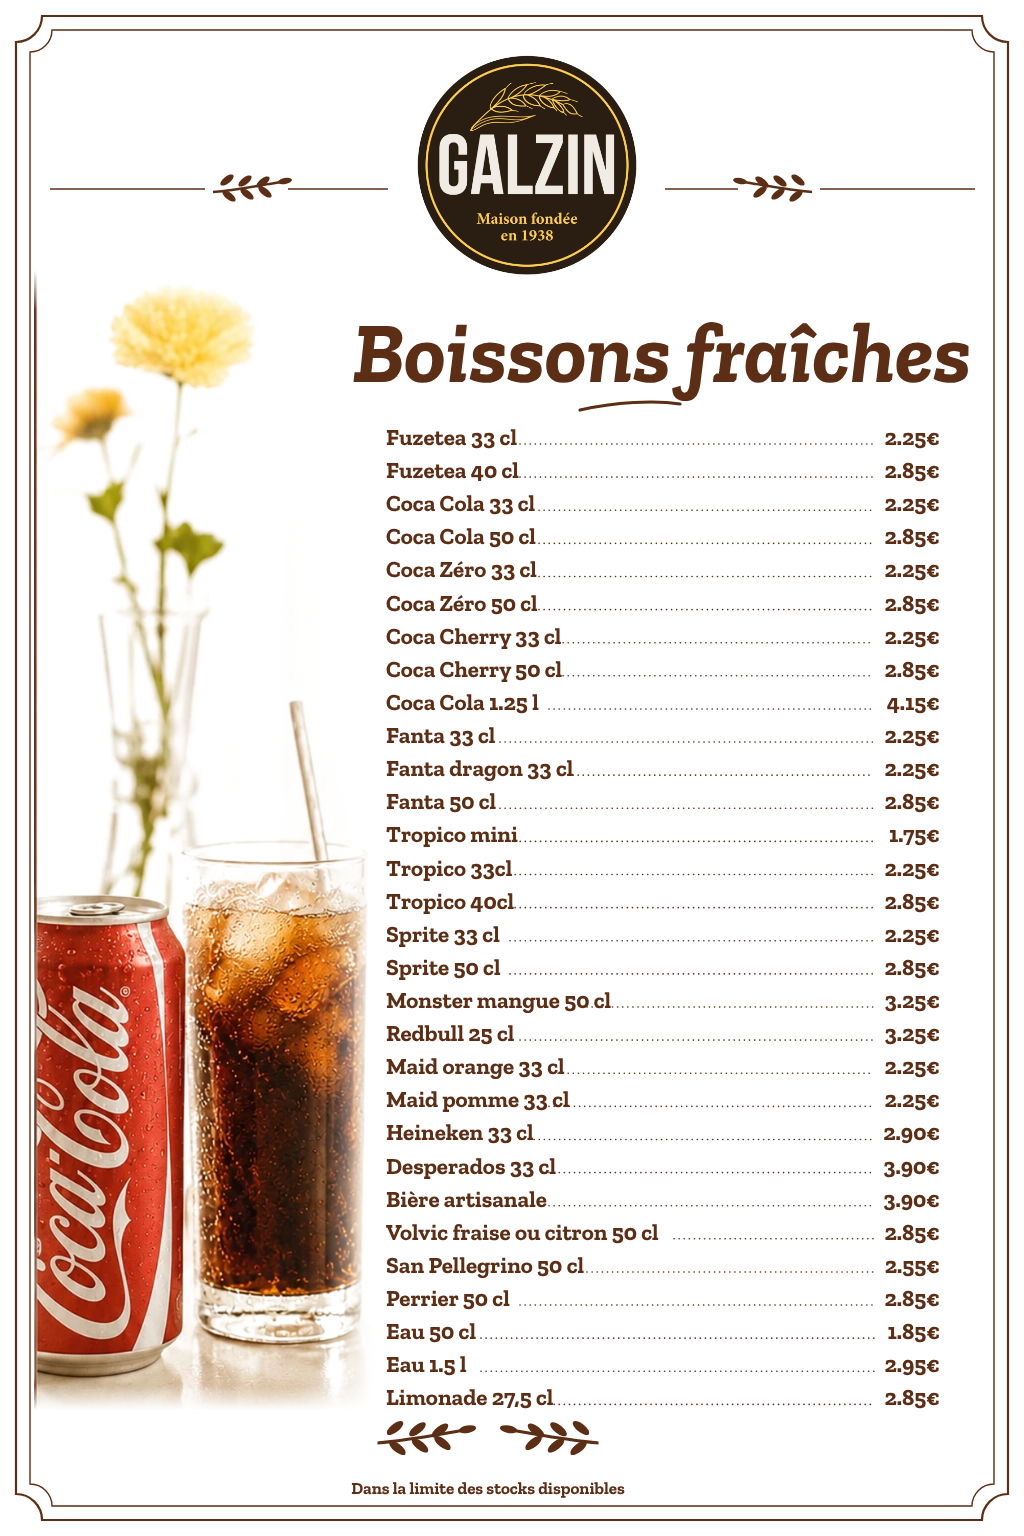 GALZIN
Maison fondée
en 1938
Boissons fraîches
Fuzetea 33 cl 2.25€
Fuzetea 40 cl 2.85€
Coca Cola 33 cl 2.25€
Coca Cola 50 cl 2.85€
Coca Zéro 33 cl 2.25€
Coca Zéro 50 cl 2.85€
Coca Cherry 33 cl 2.25€
Coca Cherry 50 cl 2.85€
Coca Cola 1.25 l 4.15€
Fanta 33 cl 2.25€
Fanta dragon 33 cl 2.25€
Fanta 50 cl 2.85€
Tropico mini 1.75€
Tropico 33cl 2.25€
Tropico 40cl 2.85€
Sprite 33 cl 2.25€
Sprite 50 cl 2.85€
Monster mangue 50 cl 3.25€
Redbull 25 cl 3.25€
Maid orange 33 cl 2.25€
Maid pomme 33 cl 2.25€
Heineken 33 cl 2.90€
Desperados 33 cl 3.90€
Bière artisanale 3.90€
Volvic fraise ou citron 50 cl 2.85€
San Pellegrino 50 cl 2.55€
Perrier 50 cl 2.85€
Eau 50 cl 1.85€
Eau 1.5 l 2.95€
Limonade 27,5 cl 2.85€
Coca-Cola
Dans la limite des stocks disponibles